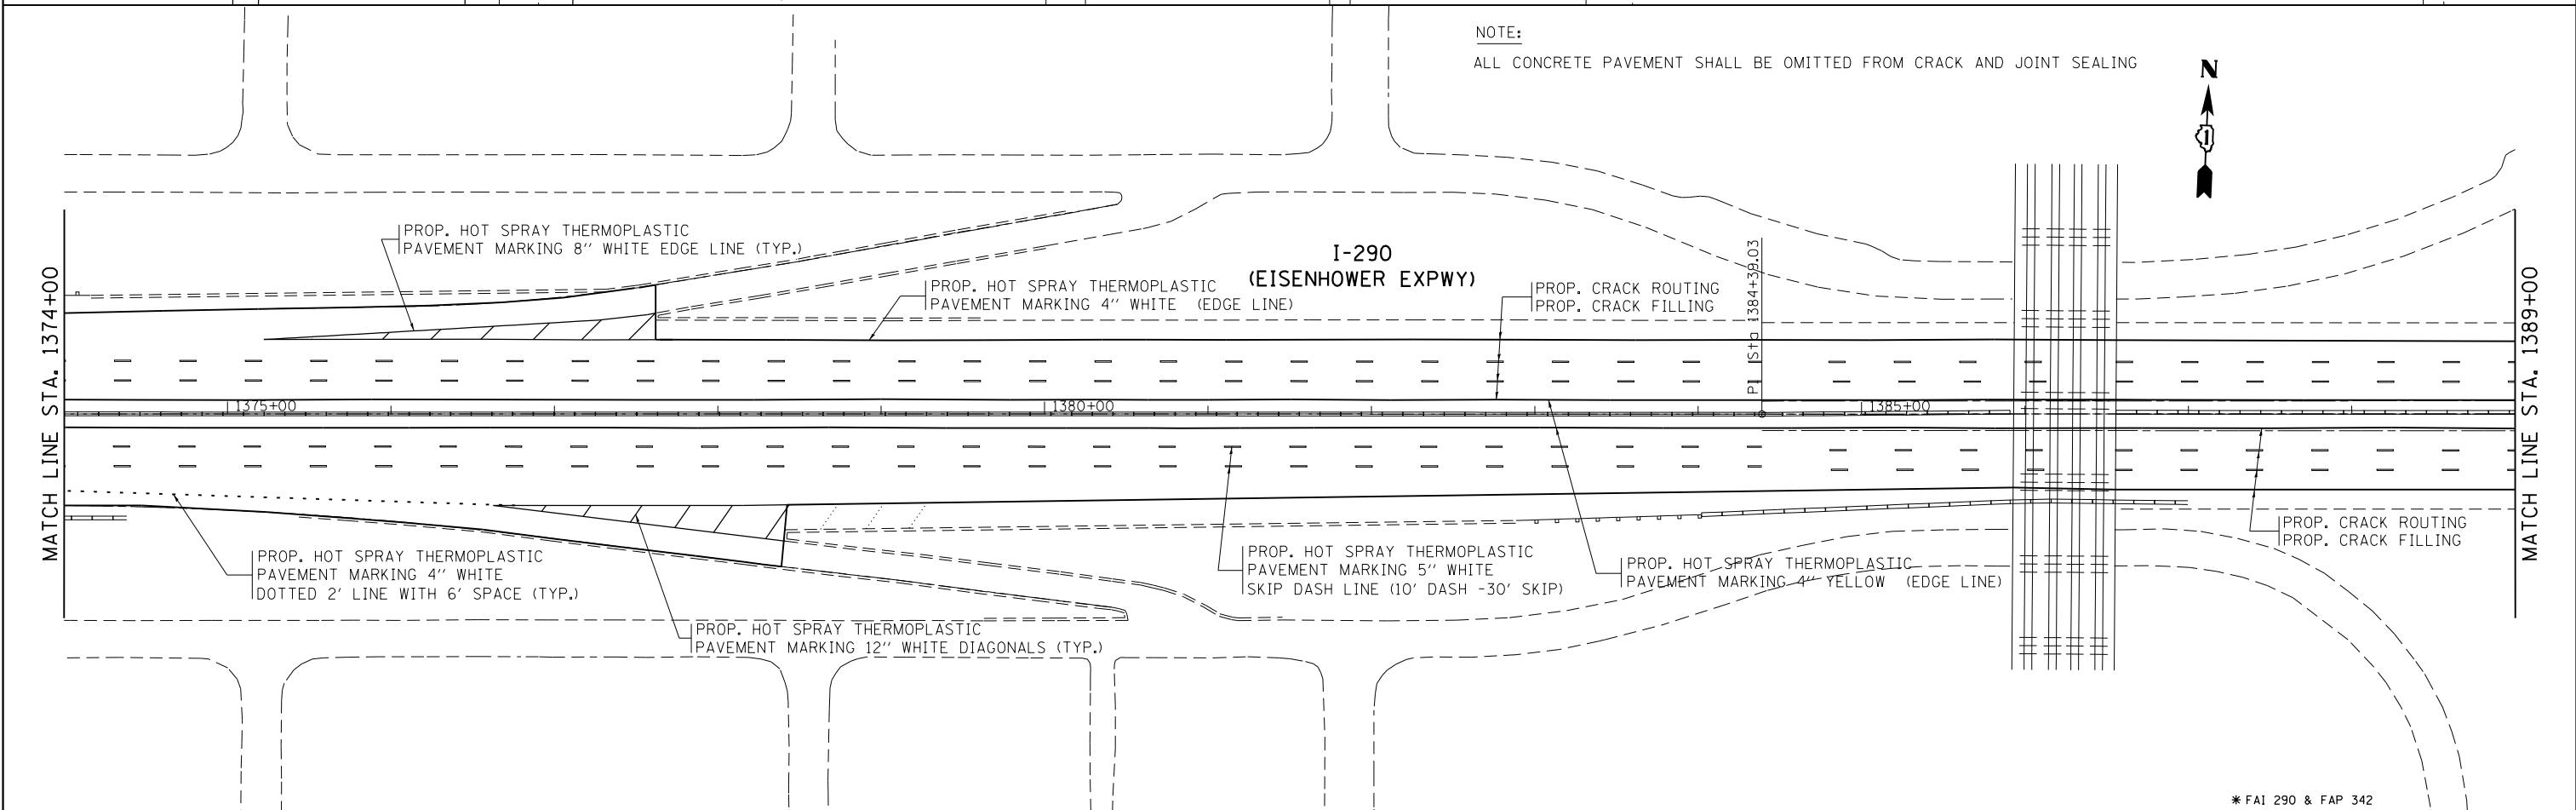 NOTE:
ALL CONCRETE PAVEMENT SHALL BE OMITTED FROM CRACK AND JOINT SEALING
N
1
PROP. HOT SPRAY THERMOPLASTIC
PAVEMENT MARKING 8" WHITE EDGE LINE (TYP.)
I-290
(EISENHOWER EXPWY)
PROP. HOT SPRAY THERMOPLASTIC
PAVEMENT MARKING 4" WHITE (EDGE LINE)
PROP. CRACK ROUTING
PROP. CRACK FILLING
PI Sta 1384+39.03
MATCH LINE STA. 1374+00
MATCH LINE STA. 1389+00
1375+00
1380+00
1385+00
PROP. HOT SPRAY THERMOPLASTIC
PAVEMENT MARKING 4" WHITE
DOTTED 2' LINE WITH 6' SPACE (TYP.)
PROP. HOT SPRAY THERMOPLASTIC
PAVEMENT MARKING 12" WHITE DIAGONALS (TYP.)
PROP. HOT SPRAY THERMOPLASTIC
PAVEMENT MARKING 5" WHITE
SKIP DASH LINE (10' DASH -30' SKIP)
PROP. HOT SPRAY THERMOPLASTIC
PAVEMENT MARKING 4" YELLOW (EDGE LINE)
PROP. CRACK ROUTING
PROP. CRACK FILLING
* FAI 290 & FAP 342